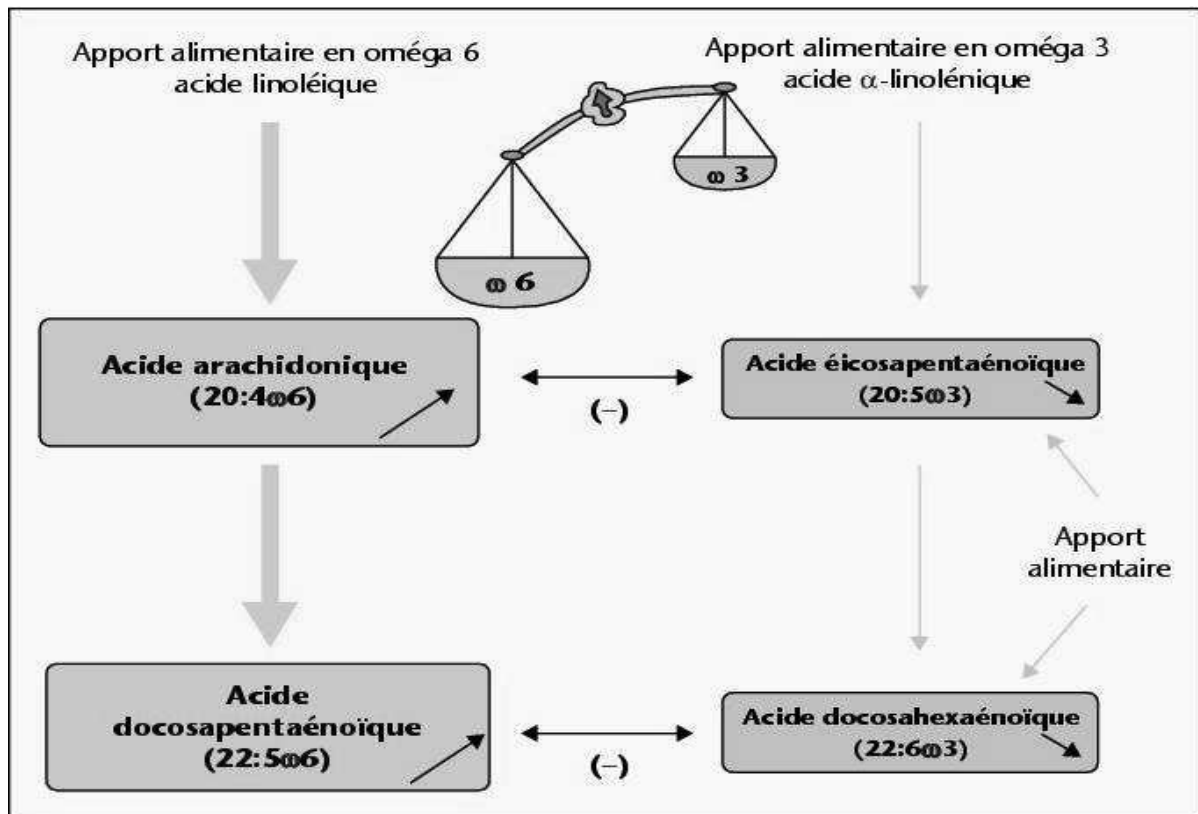 Apport alimentaire en oméga 6
acide linoléique
Apport alimentaire en oméga 3
acide α-linolénique
ω 3
ω 6
Acide arachidonique
(20:4ω6)
(−)
Acide éicosapentaénoïque
(20:5ω3)
Apport
alimentaire
Acide
docosapentaénoïque
(22:5ω6)
(−)
Acide docosahexaénoïque
(22:6ω3)